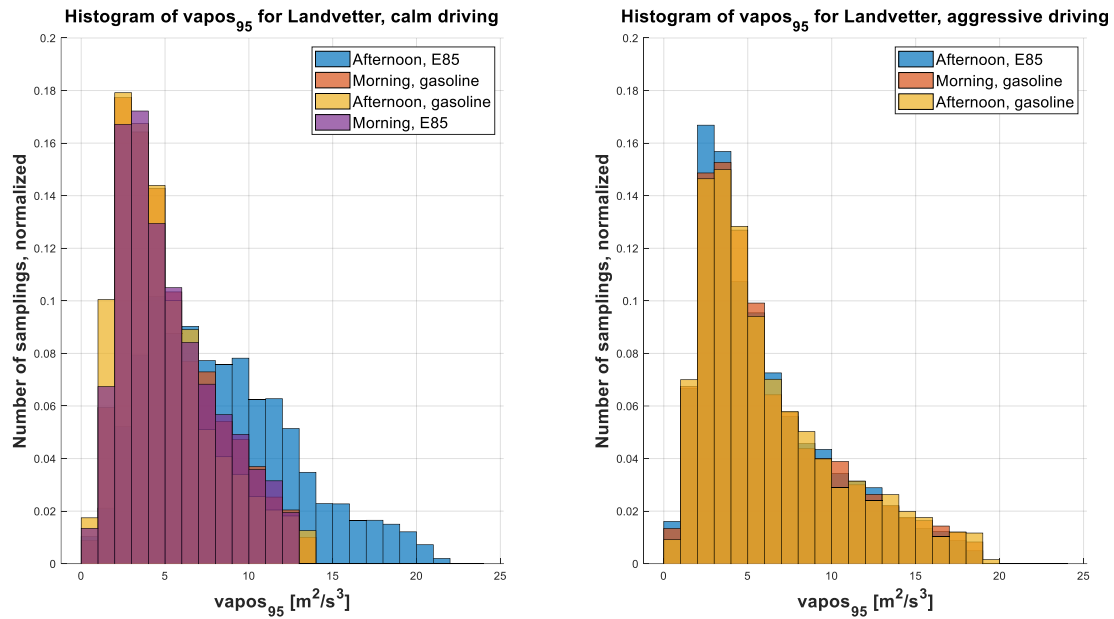 Histogram of vapos95 for Landvetter, calm driving
Number of samplings, normalized
0.2
0.18
0.16
0.14
0.12
0.1
0.08
0.06
0.04
0.02
0
Afternoon, E85
Morning, gasoline
Afternoon, gasoline
Morning, E85
0 5 10 15 20 25
vapos95 [m2/s3]
Histogram of vapos95 for Landvetter, aggressive driving
Number of samplings, normalized
0.2
0.18
0.16
0.14
0.12
0.1
0.08
0.06
0.04
0.02
0
Afternoon, E85
Morning, gasoline
Afternoon, gasoline
0 5 10 15 20 25
vapos95 [m2/s3]